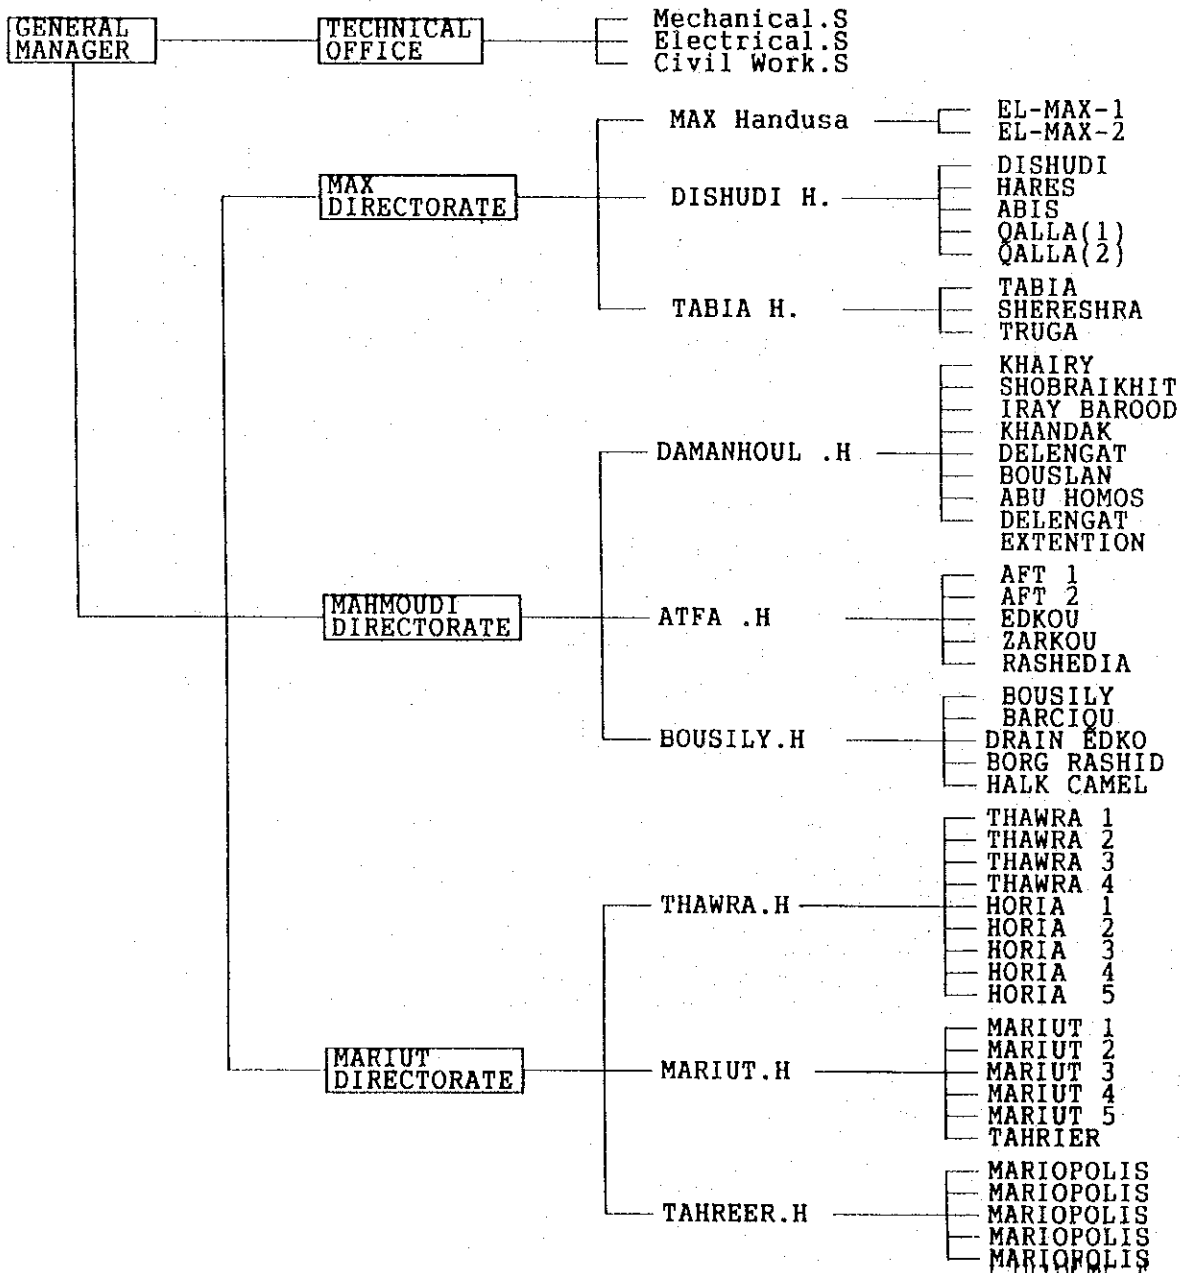 GENERAL
MANAGER
TECHNICAL
OFFICE
Mechanical.S
Electrical.S
Civil Work.S
MAX
DIRECTORATE
MAX Handusa
EL-MAX-1
EL-MAX-2
DISHUDI H.
DISHUDI
HARES
ABIS
QALLA(1)
QALLA(2)
TABIA H.
TABIA
SHERESHRA
TRUGA
MAHMOUDI
DIRECTORATE
DAMANHOUL .H
KHAIRY
SHOBRAIKHIT
IRAY BAROOD
KHANDAK
DELENGAT
BOUSLAN
ABU HOMOS
DELENGAT
EXTENTION
ATFA .H
AFT 1
AFT 2
EDKOU
ZARKOU
RASHEDIA
BOUSILY.H
BOUSILY
BARCIQU
DRAIN EDKO
BORG RASHID
HALK CAMEL
MARIUT
DIRECTORATE
THAWRA.H
THAWRA 1
THAWRA 2
THAWRA 3
THAWRA 4
HORIA 1
HORIA 2
HORIA 3
HORIA 4
HORIA 5
MARIUT.H
MARIUT 1
MARIUT 2
MARIUT 3
MARIUT 4
MARIUT 5
TAHRIER
TAHREER.H
MARIOPOLIS
MARIOPOLIS
MARIOPOLIS
MARIOPOLIS
MARIOPOLIS